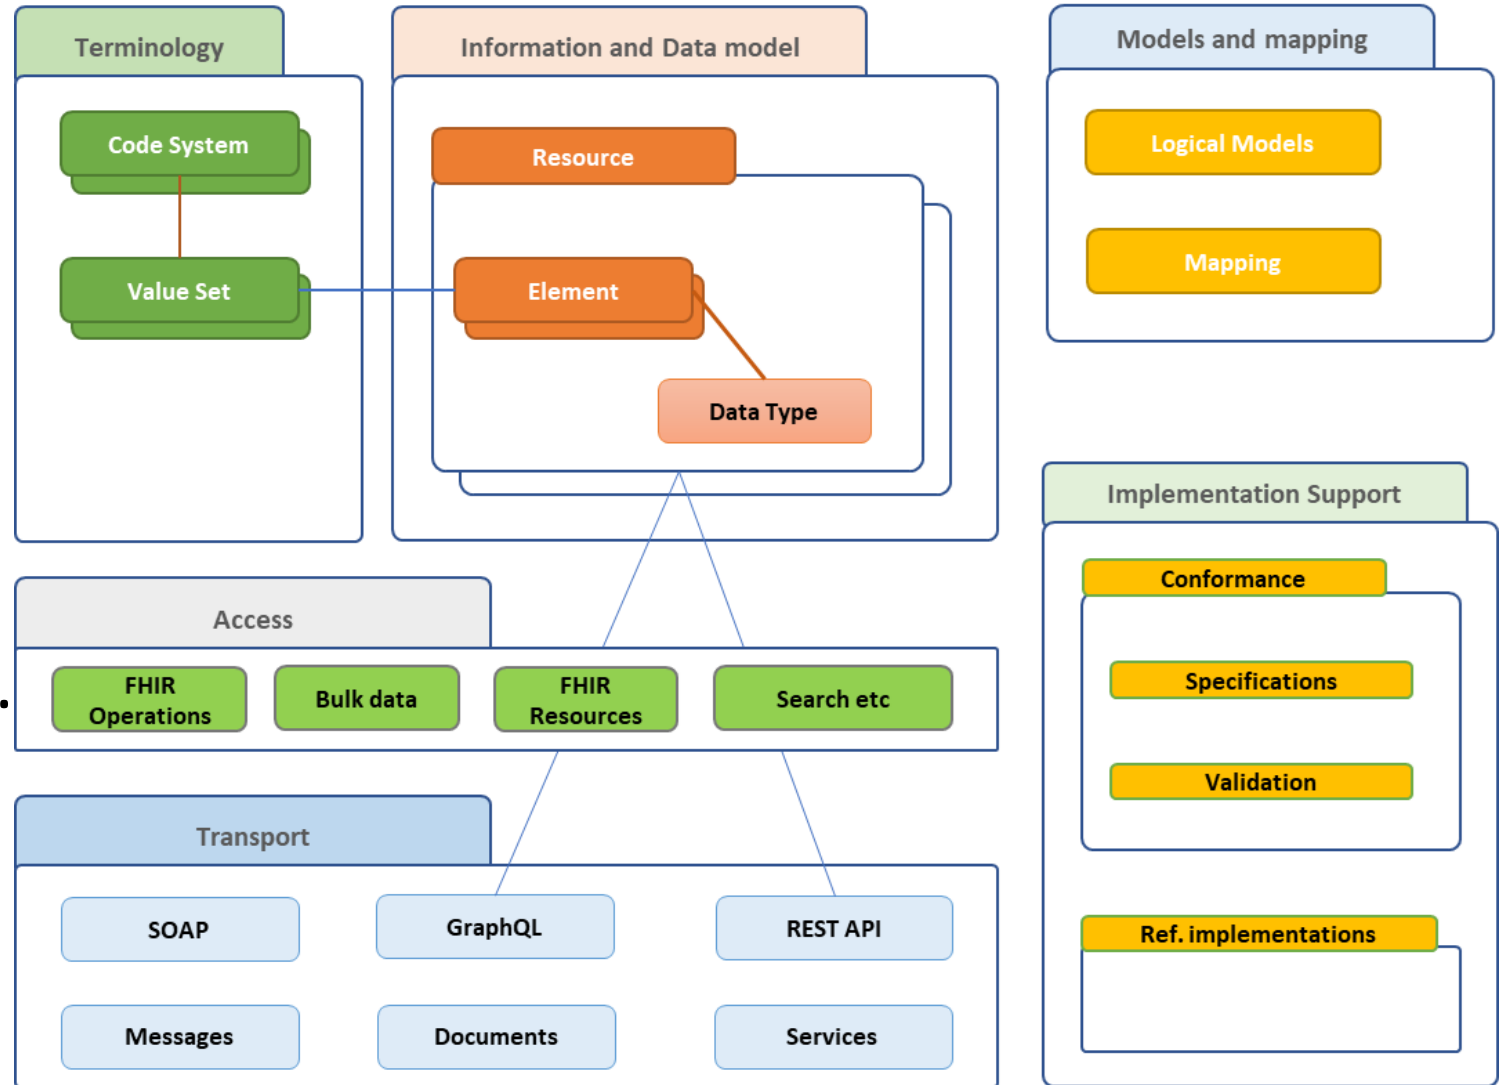 Terminology
Code System
Value Set
Information and Data model
Resource
Element
Data Type
Models and mapping
Logical Models
Mapping
Access
FHIR
Operations
Bulk data
FHIR
Resources
Search etc
Transport
SOAP
GraphQL
REST API
Messages
Documents
Services
Implementation Support
Conformance
Specifications
Validation
Ref. implementations